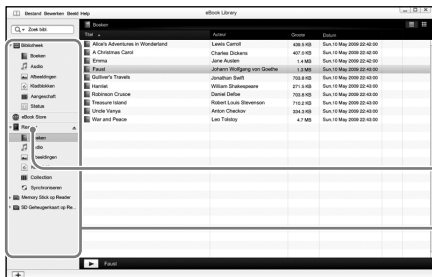 Bestand Bewerken Beeld Help
eBook Library
Zoek bibl.
Bibliotheek
Boeken
Audio
Afbeeldingen
Kladblokken
Aangeschaft
Status
eBook Store
Boeken
Collection
Synchroniseren
Memory Stick op Reader
SD Geheugenkaart op Re...
Boeken
Titel Auteur Grootte Datum
Alice's Adventures in Wonderland Lewis Carroll 438.5 KB Sun,10 May 2009 22:42:00
A Christmas Carol Charles Dickens 407.0 KB Sun,10 May 2009 22:42:00
Emma Jane Austen 1.4 MB Sun,10 May 2009 22:42:00
Faust Johann Wolfgang von Goethe 1.0 MB Sun,10 May 2009 22:42:00
Gulliver's Travels Jonathan Swift 703.8 KB Sun,10 May 2009 22:43:00
Hamlet William Shakespeare 271.5 KB Sun,10 May 2009 22:43:00
Robinson Crusoe Daniel Defoe 703.8 KB Sun,10 May 2009 22:43:00
Treasure Island Robert Louis Stevenson 710.2 KB Sun,10 May 2009 22:43:00
Uncle Vanya Anton Checkov 334.3 KB Sun,10 May 2009 22:43:00
War and Peace Leo Tolstoy 4.7 MB Sun,10 May 2009 22:43:00
Faust